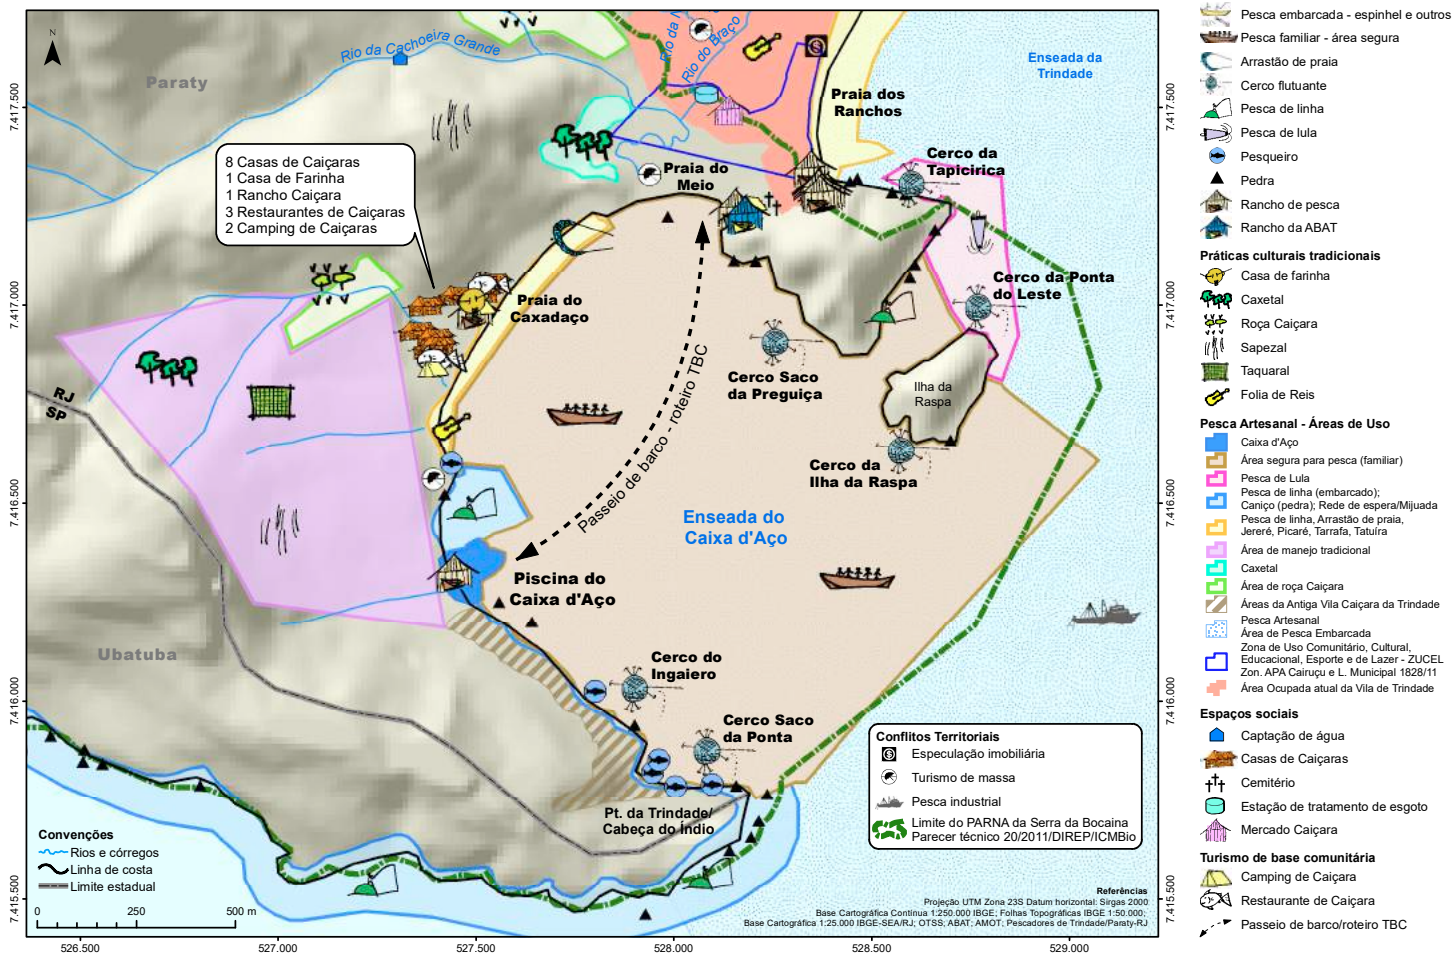 N
Rio da Cachoeira Grande
Paraty
Rio do Braço
Enseada da
Trindade
Praia dos
Ranchos
8 Casas de Caiçaras
1 Casa de Farinha
1 Rancho Caiçara
3 Restaurantes de Caiçaras
2 Camping de Caiçaras
Praia do
Meio
Cerco da
Tapicirica
Cerco da Ponta
do Leste
Praia do
Caxadaço
Cerco Saco
da Preguiça
Ilha da
Raspa
Passeio de barco - roteiro TBC
Cerco da
Ilha da Raspa
RJ
SP
Enseada do
Caixa d'Aço
Piscina do
Caixa d'Aço
Ubatuba
Cerco do
Ingaiero
Cerco Saco
da Ponta
Pt. da Trindade/
Cabeça do Índio
Conflitos Territoriais
Especulação imobiliária
Turismo de massa
Pesca industrial
Limite do PARNA da Serra da Bocaina
Parecer técnico 20/2011/DIREP/ICMBio
Convenções
Rios e córregos
Linha de costa
Limite estadual
0 250 500 m
Referências
Projeção UTM Zona 23S Datum horizontal: Sirgas 2000
Base Cartográfica Contínua 1:250.000 IBGE; Folhas Topográficas IBGE 1:50.000;
Base Cartográfica 1:25.000 IBGE-SEA/RJ; OTSS; ABAT; AMOT; Pescadores de Trindade/Paraty-RJ
526.500 527.000 527.500 528.000 528.500 529.000
7.417.500
7.417.000
7.416.500
7.416.000
7.415.500
7.417.500
7.417.000
7.416.500
7.416.000
7.415.500
Pesca embarcada - espinhel e outros
Pesca familiar - área segura
Arrastão de praia
Cerco flutuante
Pesca de linha
Pesca de lula
Pesqueiro
Pedra
Rancho de pesca
Rancho da ABAT
Práticas culturais tradicionais
Casa de farinha
Caxetal
Roça Caiçara
Sapezal
Taquaral
Folia de Reis
Pesca Artesanal - Áreas de Uso
Caixa d'Aço
Área segura para pesca (familiar)
Pesca de Lula
Pesca de linha (embarcado);
Caniço (pedra); Rede de espera/Mijuada
Pesca de linha, Arrastão de praia,
Jereré, Picaré, Tarrafa, Tatuíra
Área de manejo tradicional
Caxetal
Área de roça Caiçara
Áreas da Antiga Vila Caiçara da Trindade
Pesca Artesanal
Área de Pesca Embarcada
Zona de Uso Comunitário, Cultural,
Educacional, Esporte e de Lazer - ZUCEL
Zon. APA Cairuçu e L. Municipal 1828/11
Área Ocupada atual da Vila de Trindade
Espaços sociais
Captação de água
Casas de Caiçaras
Cemitério
Estação de tratamento de esgoto
Mercado Caiçara
Turismo de base comunitária
Camping de Caiçara
Restaurante de Caiçara
Passeio de barco/roteiro TBC